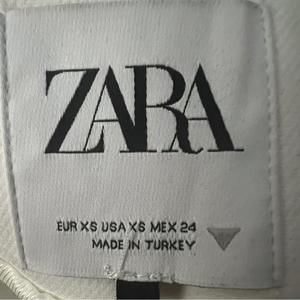 ZARA
EUR XS USA XS MEX 24
MADE IN TURKEY